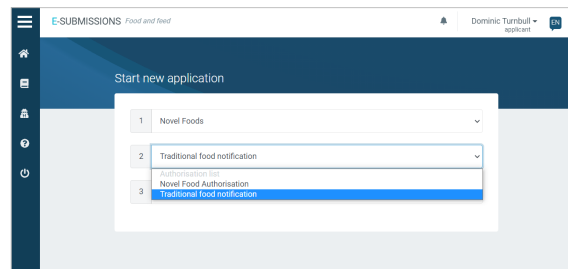 E-SUBMISSIONS Food and feed
Dominic Turnbull
applicant
EN
Start new application
1 Novel Foods
2 Traditional food notification
Authorisation list
Novel Food Authorisation
3 Traditional food notification